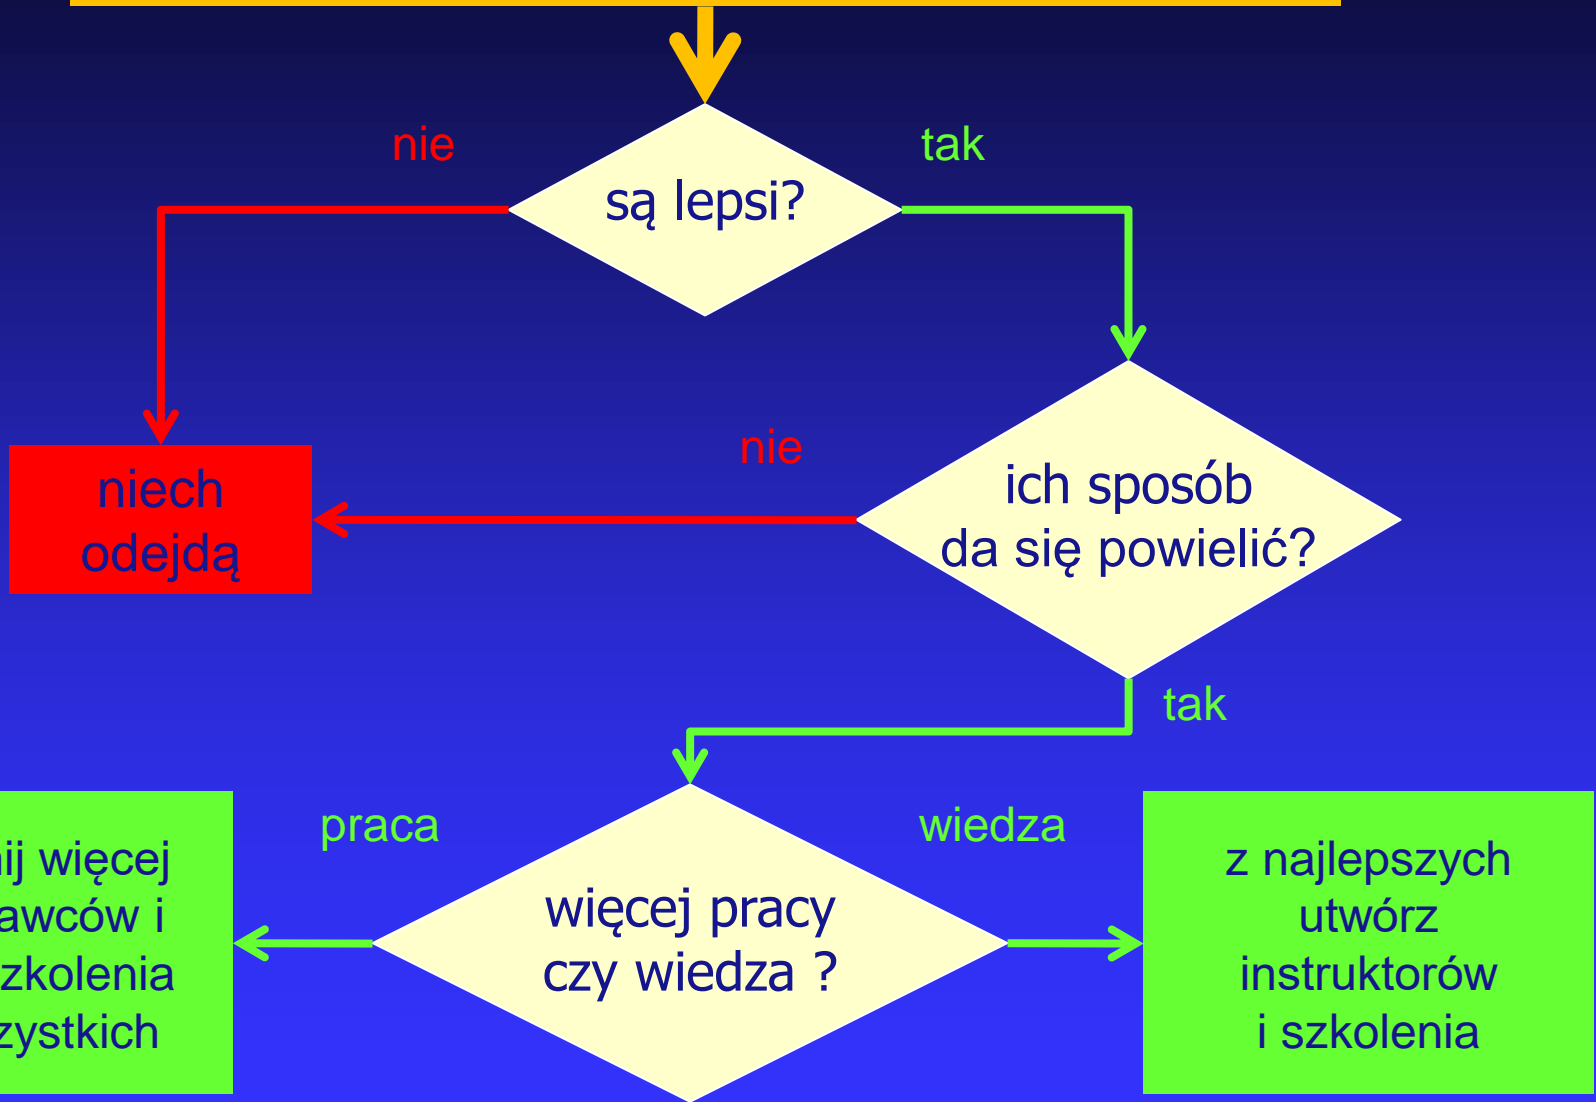 nie
tak
są lepsi?
nie
niech
odejdą
ich sposób
da się powielić?
tak
praca
wiedza
więcej
i
więcej pracy
czy wiedza ?
z najlepszych
utwórz
instruktorów
i szkolenia